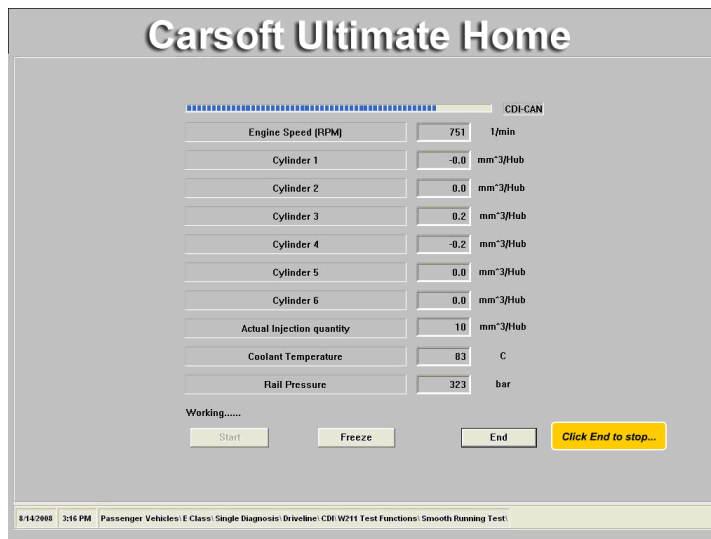 Carsoft Ultimate Home
CDI-CAN
Engine Speed (RPM) 751 1/min
Cylinder 1 -0.0 mm^3/Hub
Cylinder 2 0.0 mm^3/Hub
Cylinder 3 0.2 mm^3/Hub
Cylinder 4 -0.2 mm^3/Hub
Cylinder 5 0.0 mm^3/Hub
Cylinder 6 0.0 mm^3/Hub
Actual Injection quantity 10 mm^3/Hub
Coolant Temperature 83 C
Rail Pressure 323 bar
Working......
Start Freeze End Click End to stop...
8/14/2008 3:16 PM Passenger Vehicles\ E Class\ Single Diagnosis\ Driveline\ CDI\ W211 Test Functions\ Smooth Running Test\